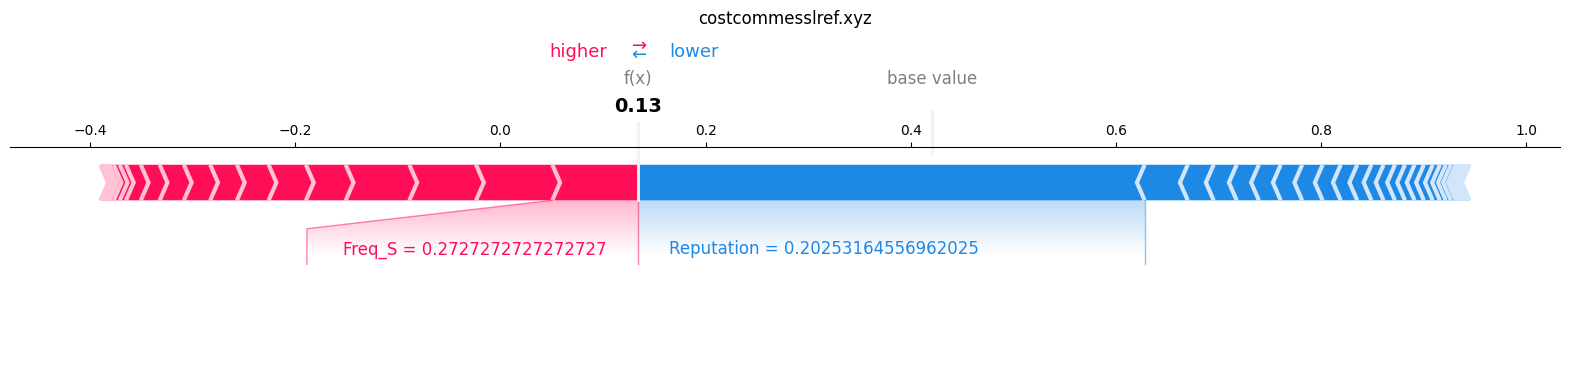 costcommesslref.xyz
higher ⇄ lower
f(x) base value
0.13
−0.4 −0.2 0.0 0.2 0.4 0.6 0.8 1.0
Freq_S = 0.2727272727272727 Reputation = 0.20253164556962025